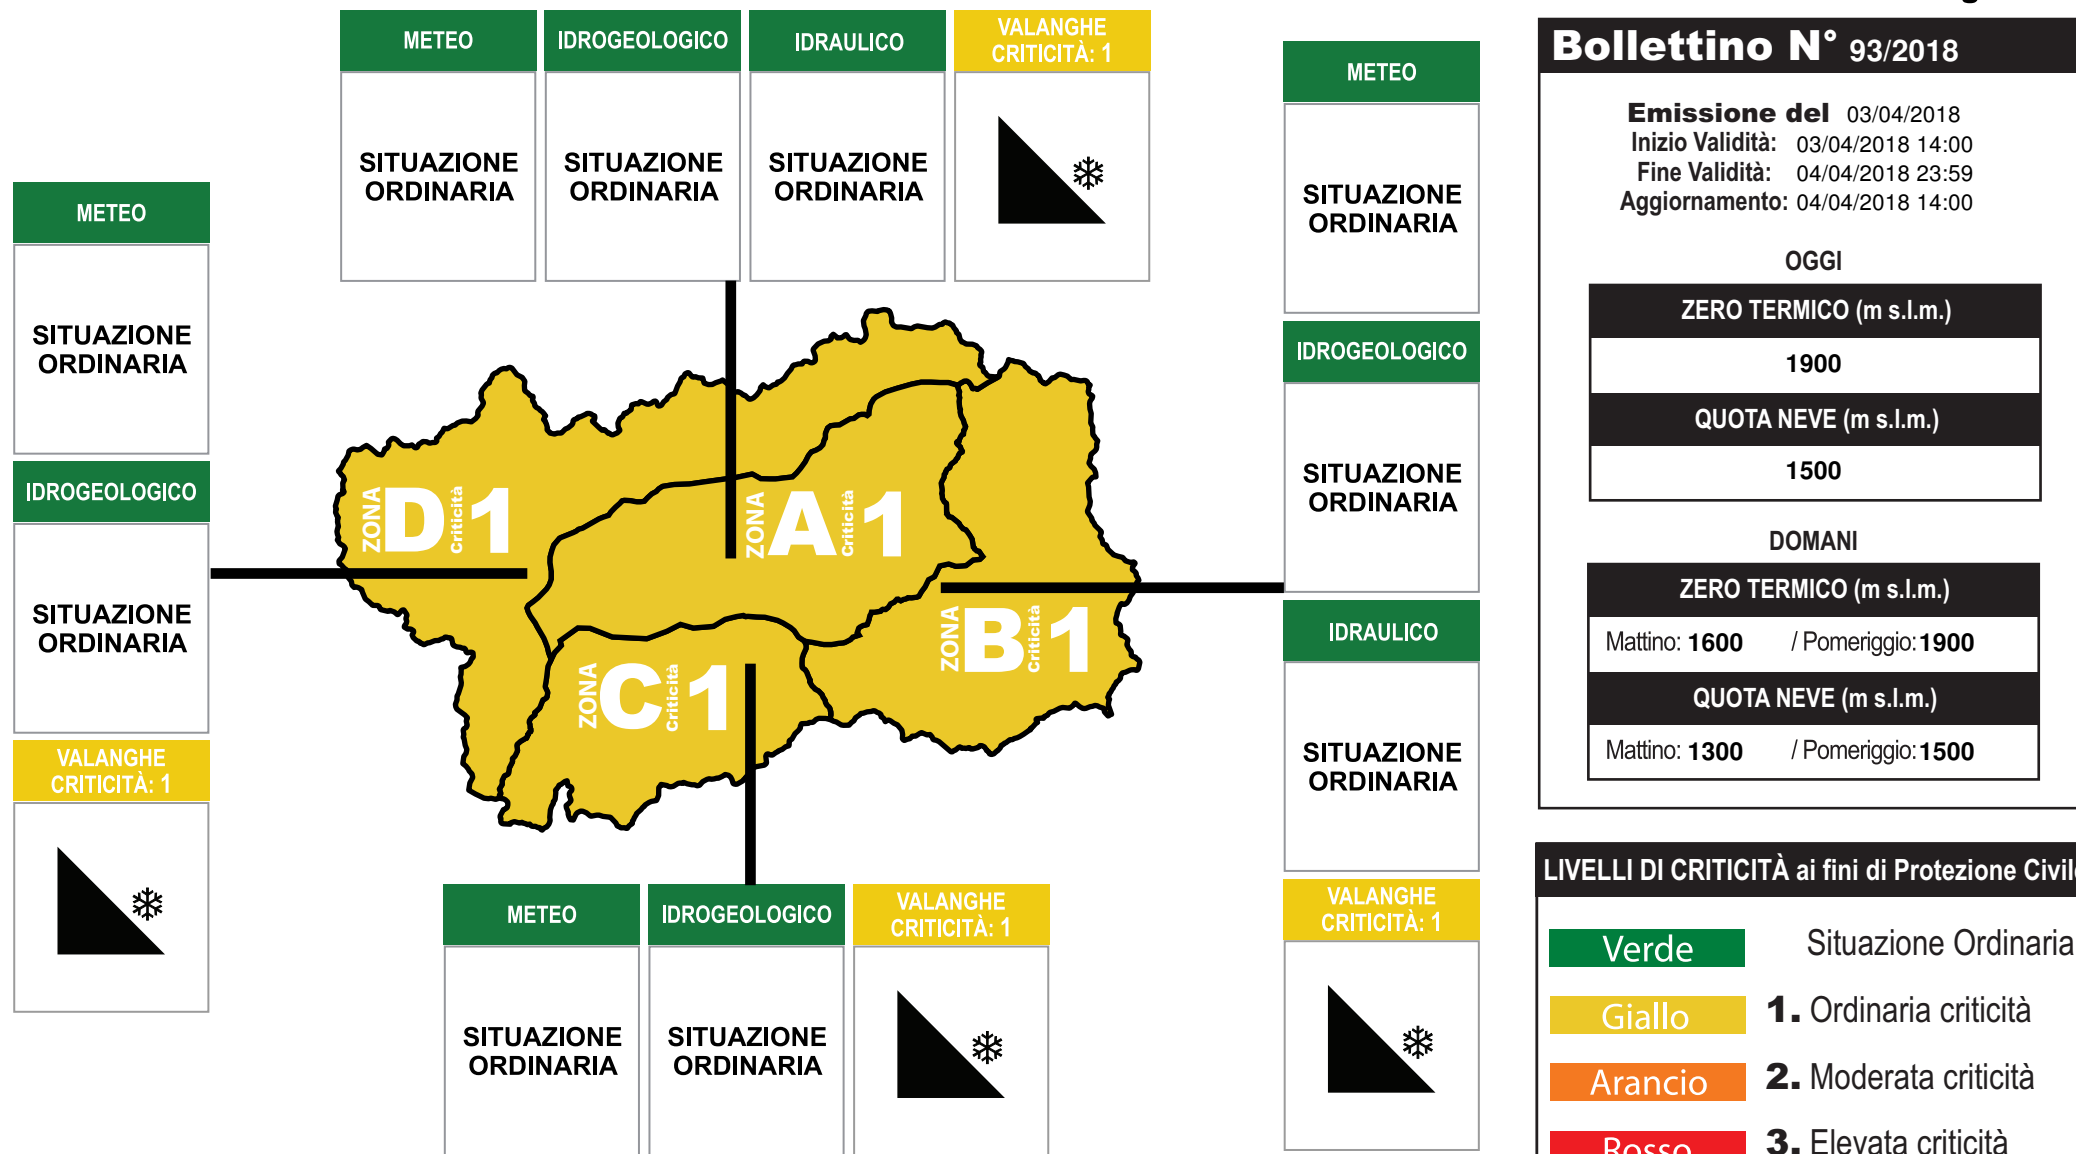 METEO
SITUAZIONE
ORDINARIA
IDROGEOLOGICO
SITUAZIONE
ORDINARIA
IDRAULICO
SITUAZIONE
ORDINARIA
VALANGHE
CRITICITÀ: 1
METEO
SITUAZIONE
ORDINARIA
IDROGEOLOGICO
SITUAZIONE
ORDINARIA
VALANGHE
CRITICITÀ: 1
ZONA D Criticità 1
ZONA A Criticità 1
ZONA B Criticità 1
ZONA C Criticità 1
METEO
SITUAZIONE
ORDINARIA
IDROGEOLOGICO
SITUAZIONE
ORDINARIA
VALANGHE
CRITICITÀ: 1
METEO
SITUAZIONE
ORDINARIA
IDROGEOLOGICO
SITUAZIONE
ORDINARIA
IDRAULICO
SITUAZIONE
ORDINARIA
VALANGHE
CRITICITÀ: 1
Bollettino N° 93/2018
Emissione del 03/04/2018
Inizio Validità: 03/04/2018 14:00
Fine Validità: 04/04/2018 23:59
Aggiornamento: 04/04/2018 14:00
OGGI
ZERO TERMICO (m s.l.m.)
1900
QUOTA NEVE (m s.l.m.)
1500
DOMANI
ZERO TERMICO (m s.l.m.)
Mattino: 1600 / Pomeriggio: 1900
QUOTA NEVE (m s.l.m.)
Mattino: 1300 / Pomeriggio: 1500
LIVELLI DI CRITICITÀ ai fini di Protezione Civile
Verde Situazione Ordinaria
Giallo 1. Ordinaria criticità
Arancio 2. Moderata criticità
Rosso 3. Elevata criticità